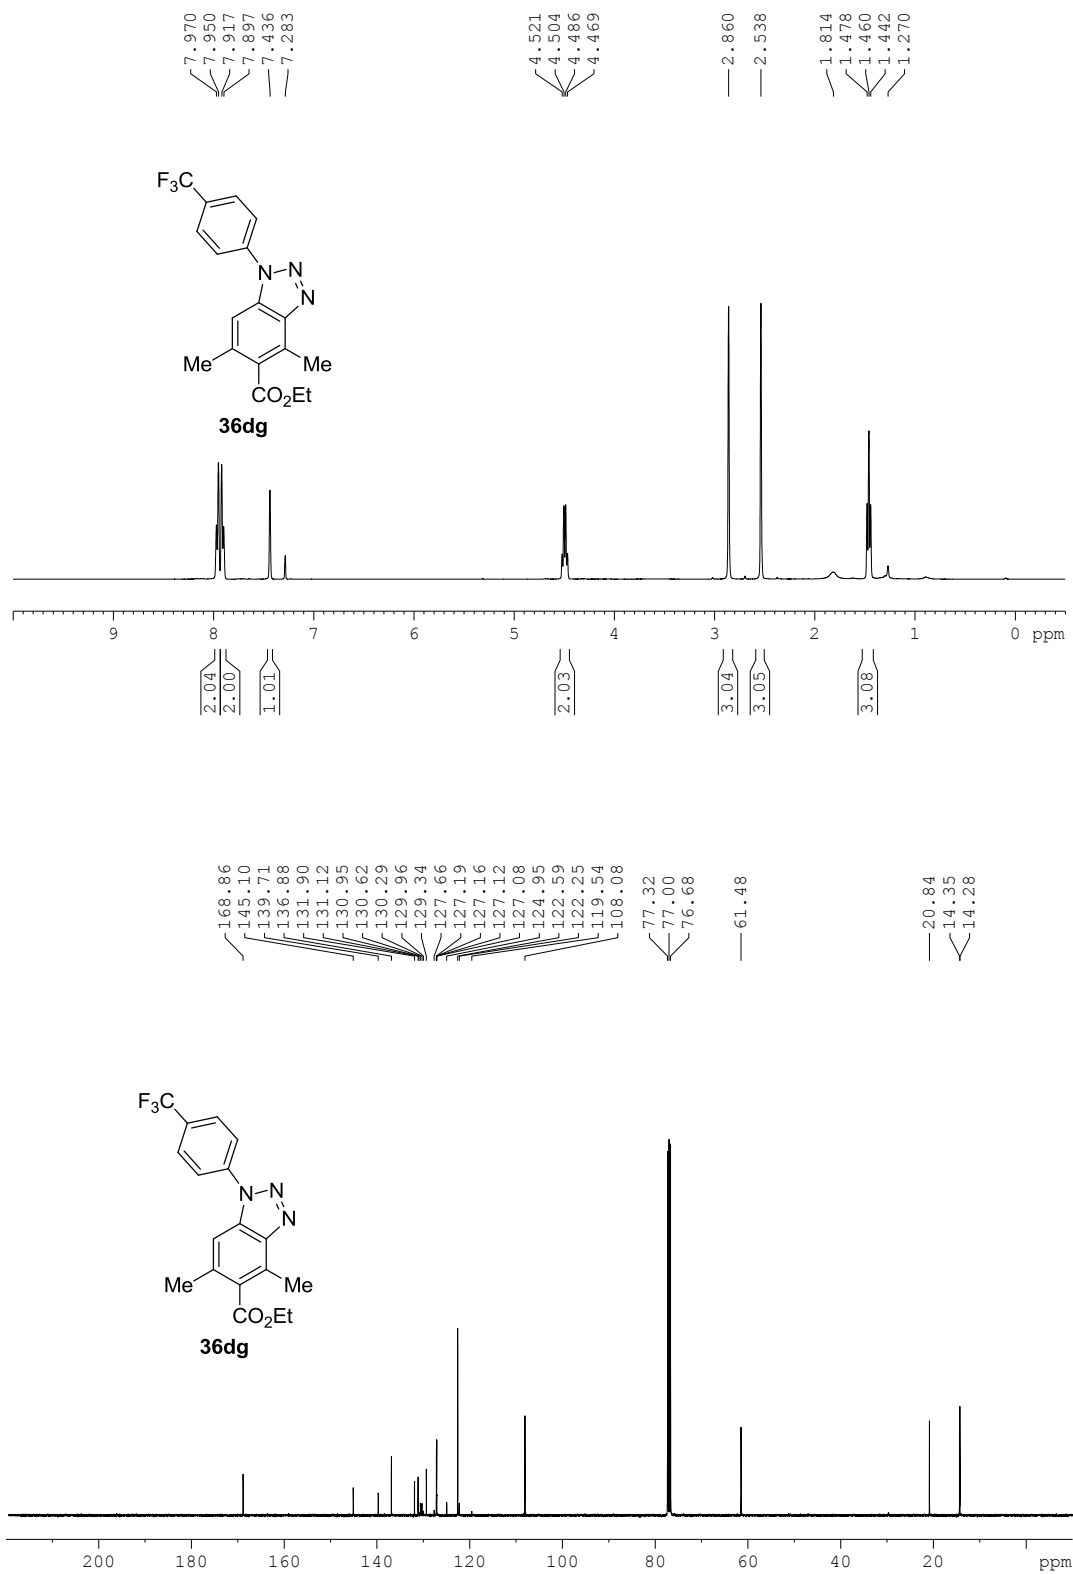 7.970
7.950
7.917
7.897
7.436
7.283
4.521
4.504
4.486
4.469
2.860
2.538
1.814
1.478
1.460
1.442
1.270
F3C
N
N
N
Me
Me
CO2Et
36dg
9 8 7 6 5 4 3 2 1 0 ppm
2.04
2.00
1.01
2.03
3.04
3.05
3.08
168.86
145.10
139.71
136.88
131.90
131.12
130.95
130.62
130.29
129.96
129.34
127.66
127.19
127.16
127.12
127.08
124.95
122.59
122.25
119.54
108.08
77.32
77.00
76.68
61.48
20.84
14.35
14.28
F3C
N
N
N
Me
Me
CO2Et
36dg
200 180 160 140 120 100 80 60 40 20 ppm